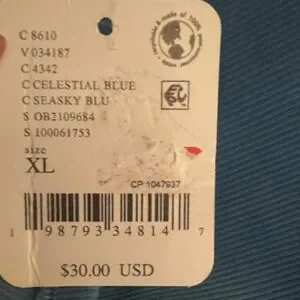 C 8610
V 034187
C 4342
C CELESTIAL BLUE
C SEASKY BLU
S OB2109684
S 100061753
size
XL
CP 1047937
1 98793 34814 7
$30.00 USD